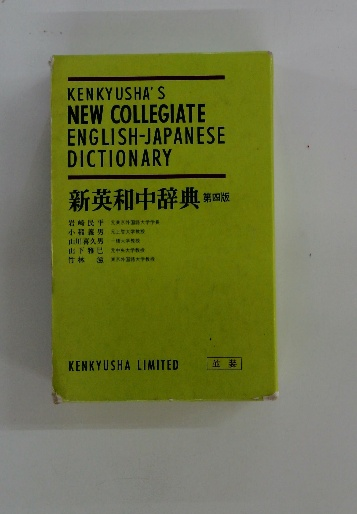 KENKYUSHA'S
NEW COLLEGIATE
ENGLISH-JAPANESE
DICTIONARY
新英和中辞典 第四版
岩崎民平
小稲義男
山川喜久男
山下雅巳
竹林 滋
KENKYUSHA LIMITED
並装